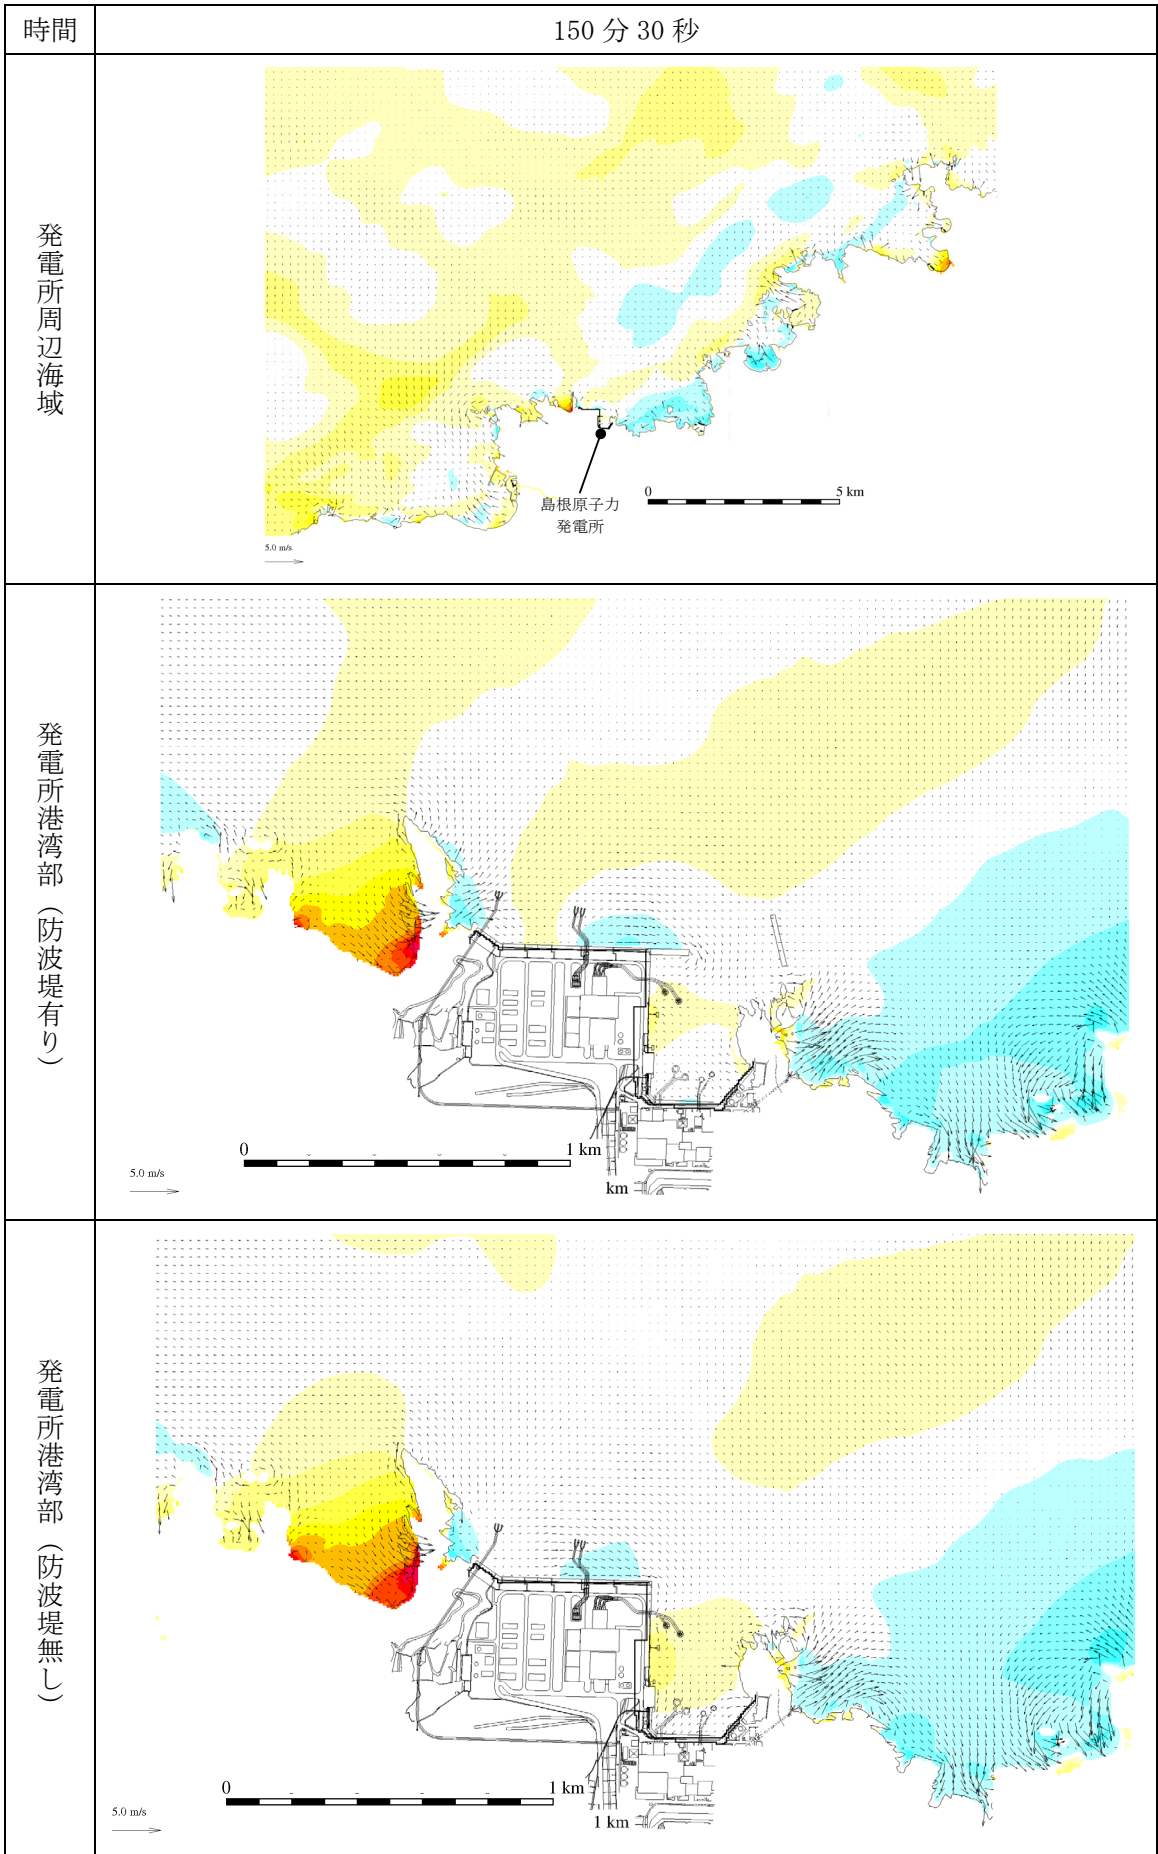 時間
150 分 30 秒
発電所周辺海域
島根原子力
発電所
0
5 km
5.0 m/s
発電所港湾部（防波堤有り）
0
1 km
km
5.0 m/s
発電所港湾部（防波堤無し）
0
1 km
1 km
5.0 m/s